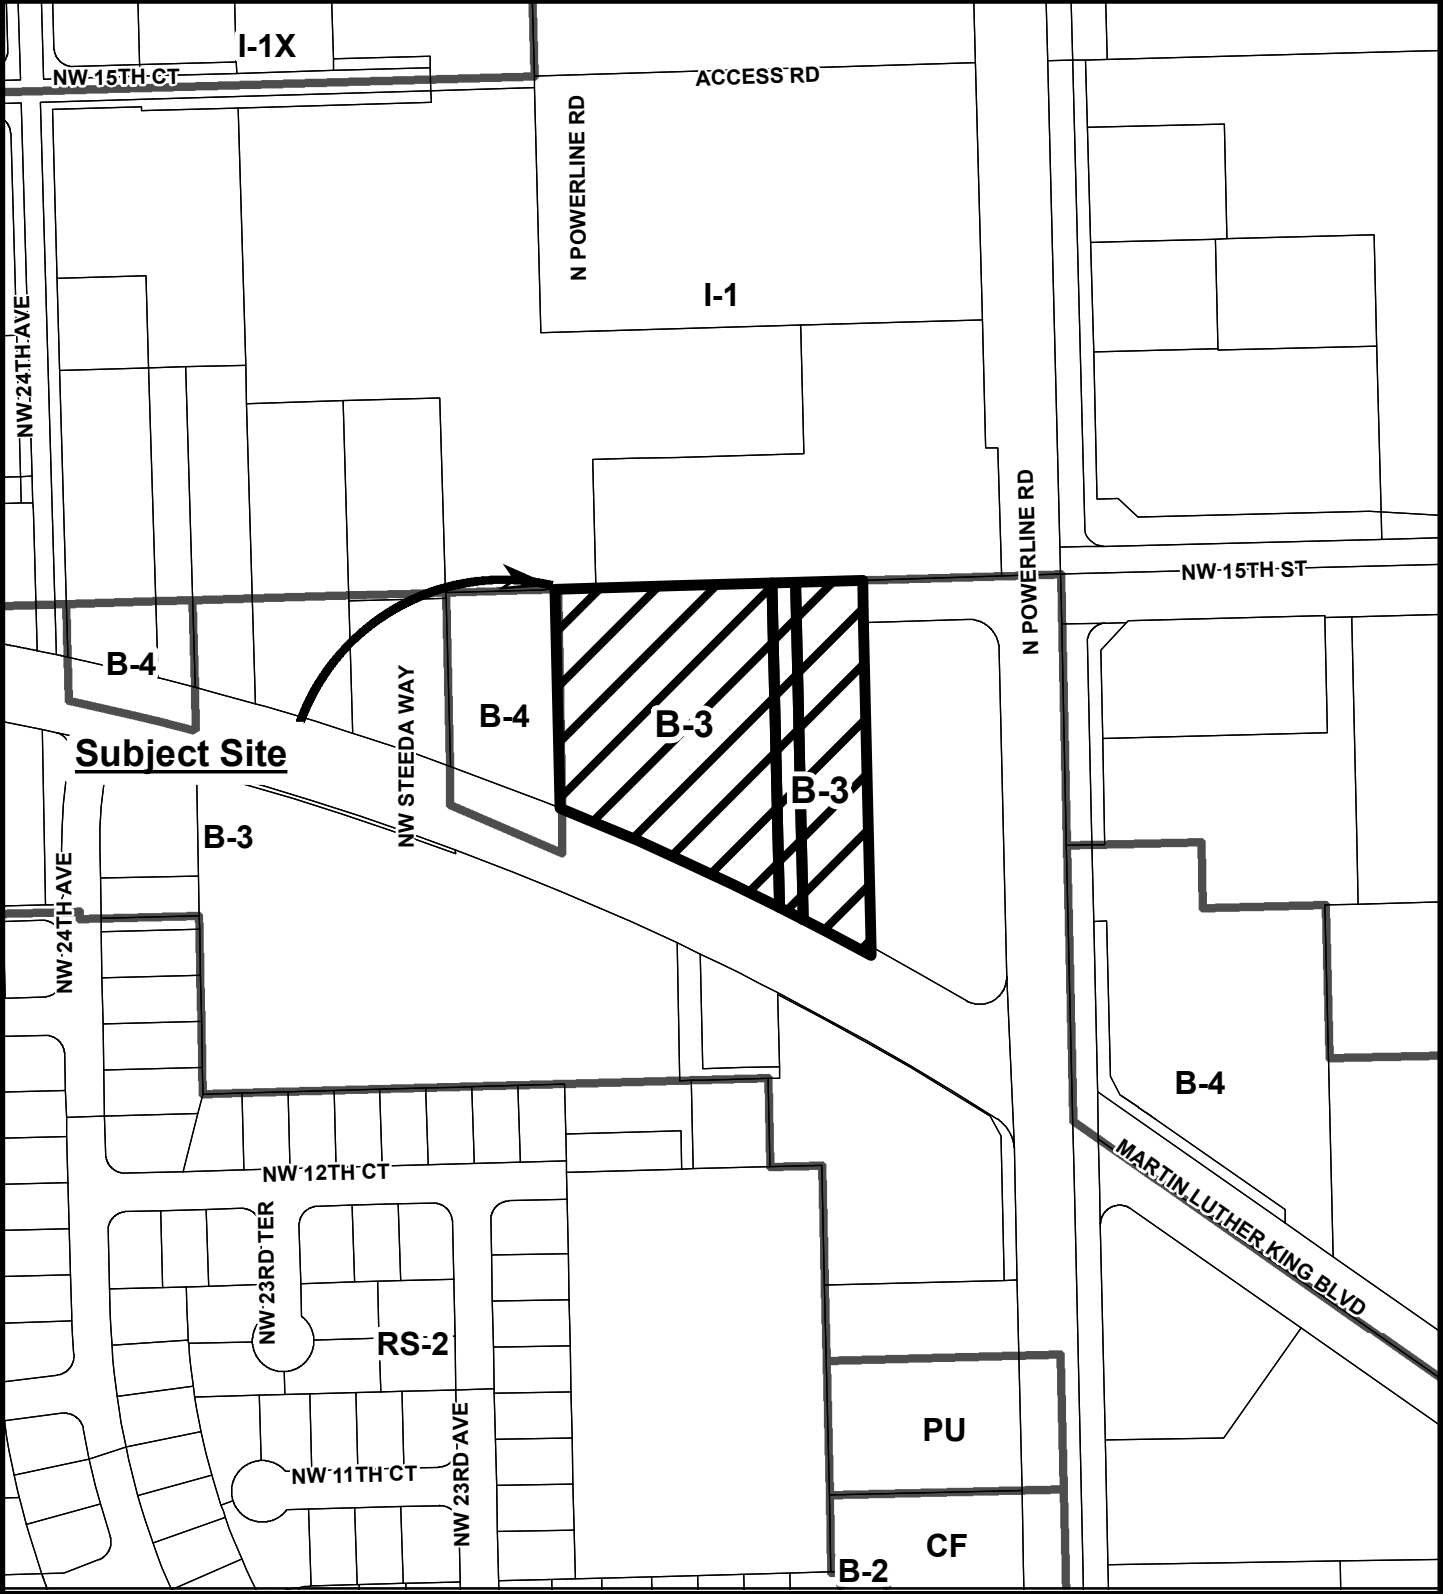 I-1X
NW 15TH CT
ACCESS RD
N POWERLINE RD
I-1
NW 24TH AVE
N POWERLINE RD
NW 15TH ST
B-4
NW STEEDA WAY
B-4
B-3
Subject Site
B-3
B-3
NW 24TH AVE
B-4
MARTIN LUTHER KING BLVD
NW 12TH CT
NW 23RD TER
RS-2
NW 23RD AVE
PU
NW 11TH CT
CF
B-2